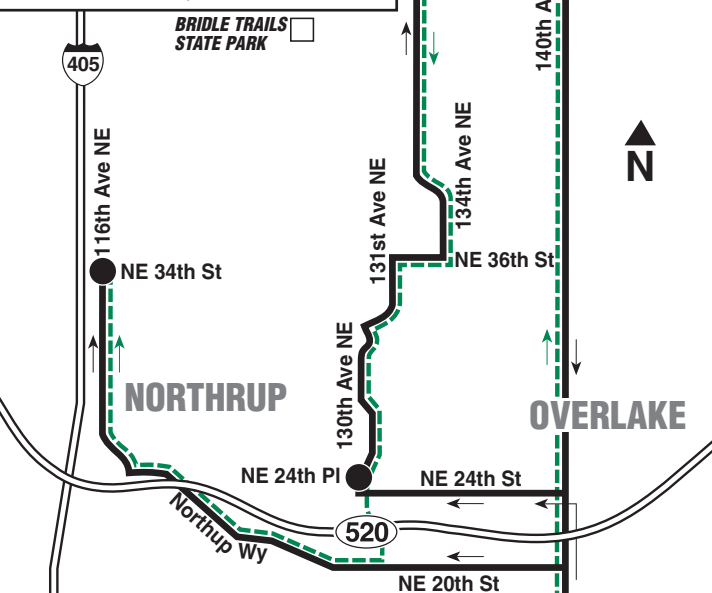 BRIDLE TRAILS
STATE PARK
405
140th A
116th Ave NE
134th Ave NE
131st Ave NE
N
NE 36th St
NE 34th St
130th Ave NE
NORTHRUP
OVERLAKE
NE 24th Pl
NE 24th St
Northup Wy
520
NE 20th St